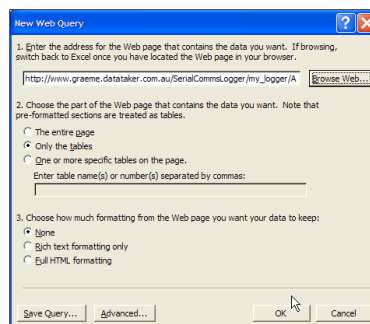 New Web Query
1. Enter the address for the Web page that contains the data you want. If browsing,
switch back to Excel once you have located the Web page in your browser.
http://www.graeme.datataker.com.au/SerialCommsLogger/my_logger/A
Browse Web...
2. Choose the part of the Web page that contains the data you want. Note that
pre-formatted sections are treated as tables.
The entire page
Only the tables
One or more specific tables on the page.
Enter table name(s) or number(s) separated by commas:
3. Choose how much formatting from the Web page you want your data to keep:
None
Rich text formatting only
Full HTML formatting
Save Query... Advanced... OK Cancel